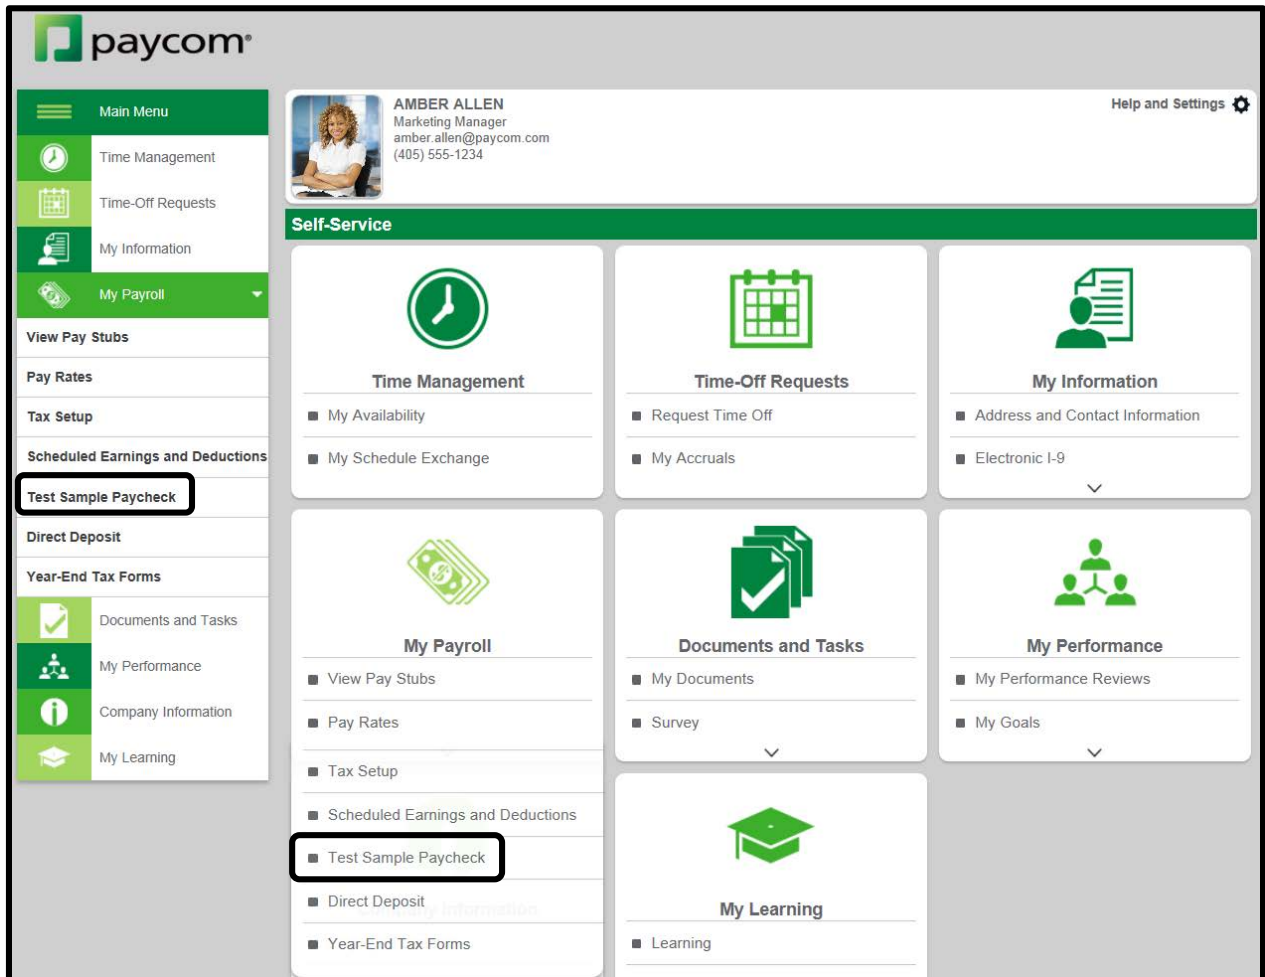 paycom®
Main Menu
Time Management
Time-Off Requests
My Information
My Payroll
View Pay Stubs
Pay Rates
Tax Setup
Scheduled Earnings and Deductions
Test Sample Paycheck
Direct Deposit
Year-End Tax Forms
Documents and Tasks
My Performance
Company Information
My Learning
AMBER ALLEN
Marketing Manager
amber.allen@paycom.com
(405) 555-1234
Help and Settings
Self-Service
Time Management
My Availability
My Schedule Exchange
Time-Off Requests
Request Time Off
My Accruals
My Information
Address and Contact Information
Electronic I-9
My Payroll
View Pay Stubs
Pay Rates
Tax Setup
Scheduled Earnings and Deductions
Test Sample Paycheck
Direct Deposit
Year-End Tax Forms
Documents and Tasks
My Documents
Survey
My Performance
My Performance Reviews
My Goals
My Learning
Learning